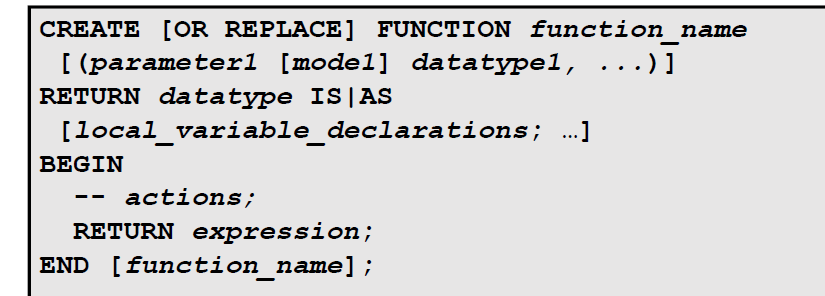 CREATE [OR REPLACE] FUNCTION function_name
[(parameter1 [mode1] datatype1, ...)]
RETURN datatype IS|AS
[local_variable_declarations; …]
BEGIN
-- actions;
RETURN expression;
END [function_name];